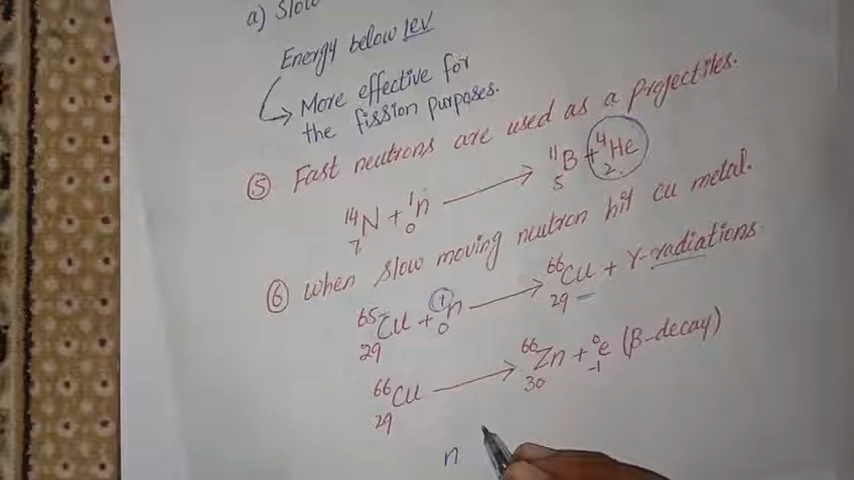 a) Slow
Energy below 1ev
→ More effective for
the fission purposes.
⑤ Fast neutrons are used as a projectiles.
¹⁴₇N + ¹₀n ⟶ ¹¹₅B + ⁴₂He
⑥ When slow moving neutron hit Cu metal.
⁶⁵₂₉Cu + ¹₀n ⟶ ⁶⁶₂₉Cu + γ-radiations
⁶⁶₂₉Cu ⟶ ⁶⁶₃₀Zn + ⁰₋₁e (β-decay)
n